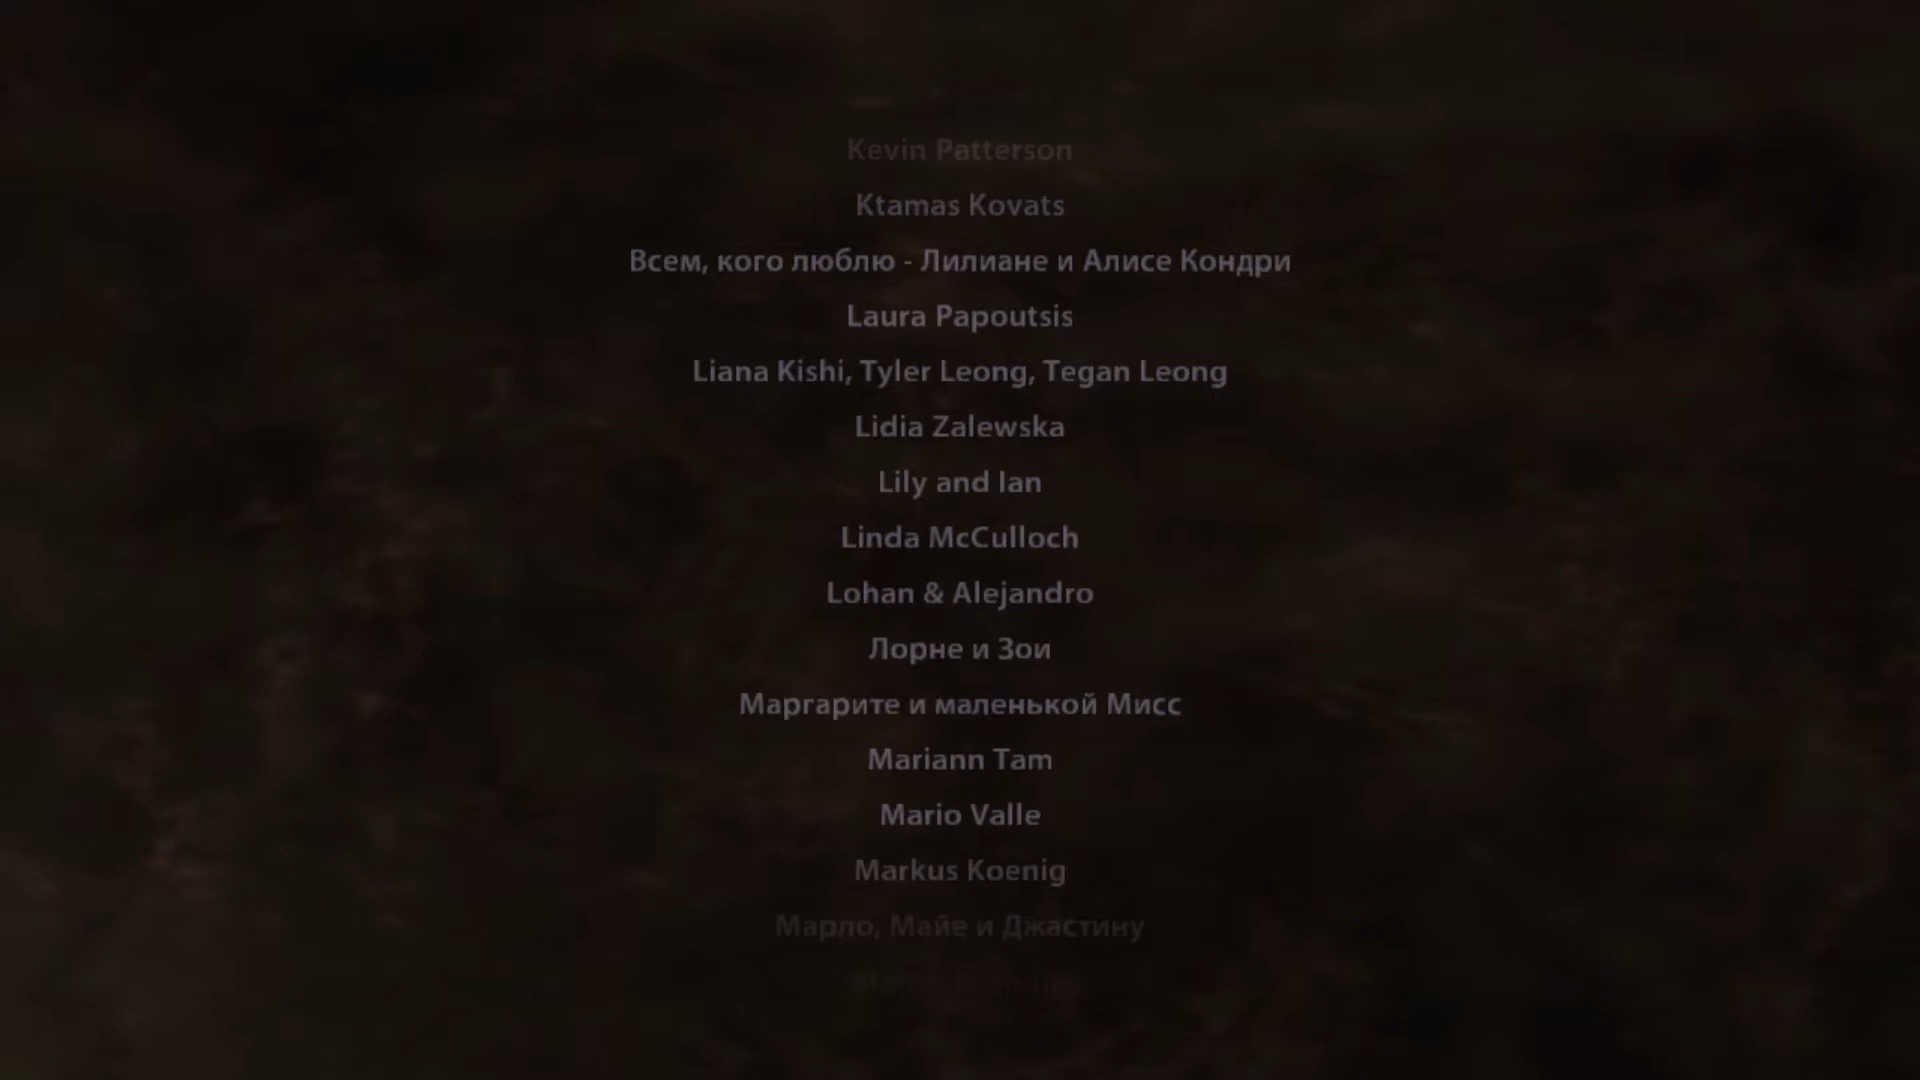 Kevin Patterson
Ktamas Kovats
Всем, кого люблю - Лилиане и Алисе Кондри
Laura Papoutsis
Liana Kishi, Tyler Leong, Tegan Leong
Lidia Zalewska
Lily and Ian
Linda McCulloch
Lohan & Alejandro
Лорне и Зои
Маргарите и маленькой Мисс
Mariann Tam
Mario Valle
Markus Koenig
Марло, Майе и Джастину